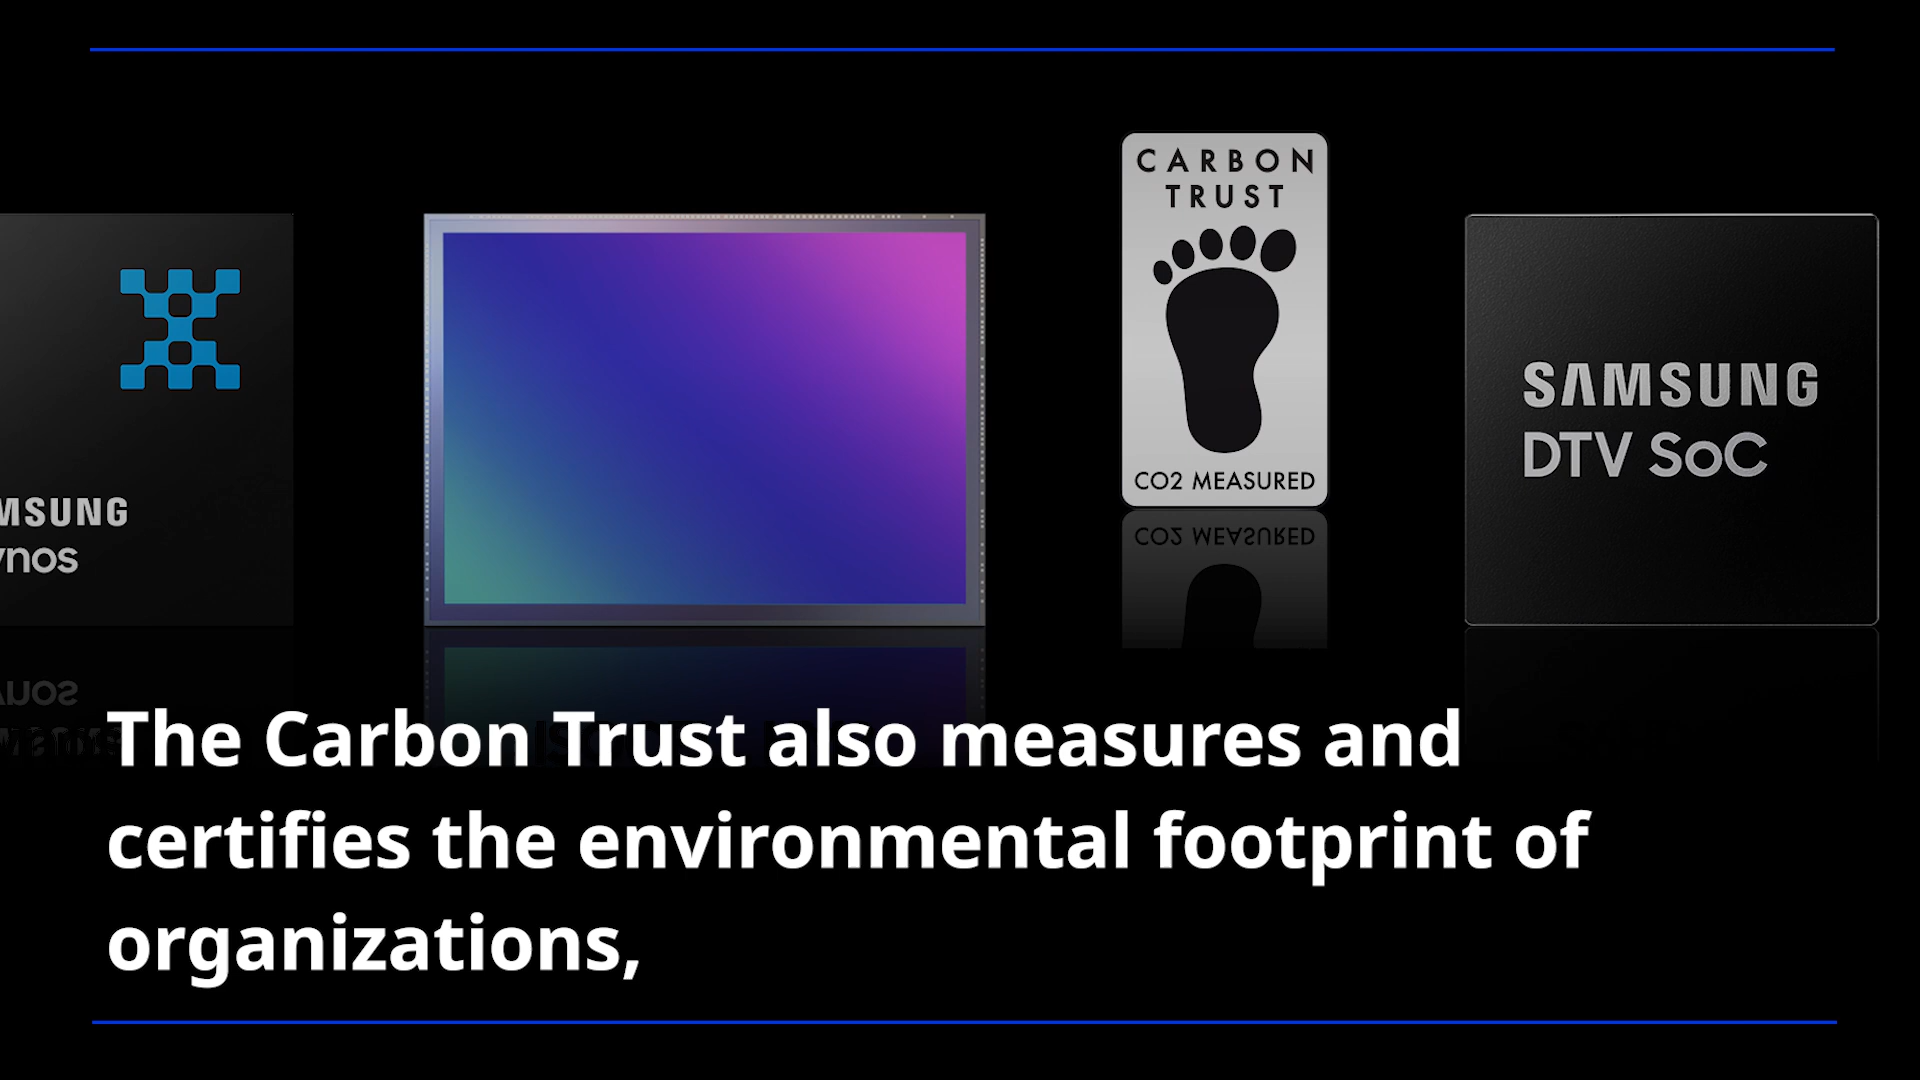 CARBON
TRUST
CO2 MEASURED
SAMSUNG
DTV SoC
MSUNG
ynos
The Carbon Trust also measures and
certifies the environmental footprint of
organizations,